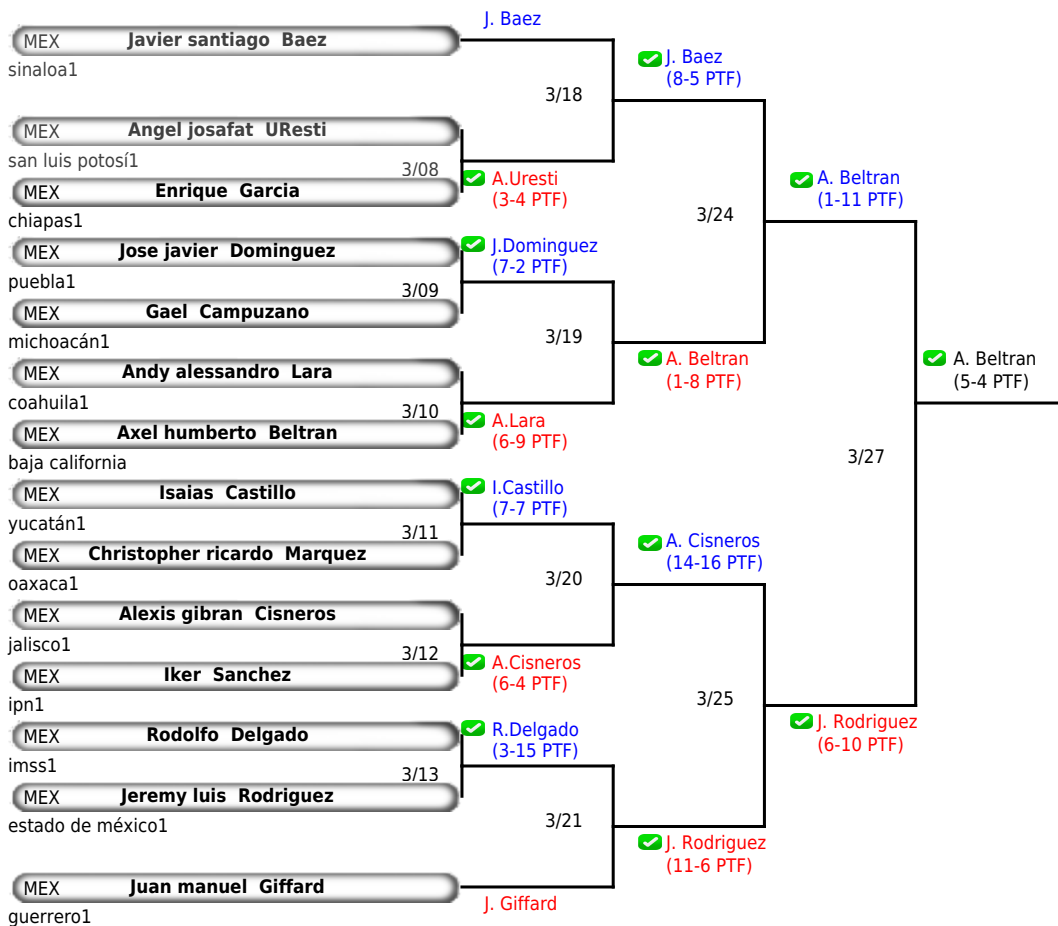 J. Baez
MEX Javier santiago Baez
sinaloa1
J. Baez
(8-5 PTF)
3/18
MEX Angel josafat UResti
san luis potosí1
3/08
A.Uresti
(3-4 PTF)
MEX Enrique Garcia
chiapas1
A. Beltran
(1-11 PTF)
3/24
MEX Jose javier Dominguez
puebla1
J.Dominguez
(7-2 PTF)
3/09
MEX Gael Campuzano
michoacán1
3/19
A. Beltran
(1-8 PTF)
A. Beltran
(5-4 PTF)
MEX Andy alessandro Lara
coahuila1
3/10
A.Lara
(6-9 PTF)
MEX Axel humberto Beltran
baja california
3/27
MEX Isaias Castillo
yucatán1
I.Castillo
(7-7 PTF)
3/11
MEX Christopher ricardo Marquez
oaxaca1
A. Cisneros
(14-16 PTF)
3/20
MEX Alexis gibran Cisneros
jalisco1
3/12
A.Cisneros
(6-4 PTF)
MEX Iker Sanchez
ipn1
3/25
MEX Rodolfo Delgado
imss1
R.Delgado
(3-15 PTF)
J. Rodriguez
(6-10 PTF)
3/13
MEX Jeremy luis Rodriguez
estado de méxico1
3/21
J. Rodriguez
(11-6 PTF)
MEX Juan manuel Giffard
guerrero1
J. Giffard